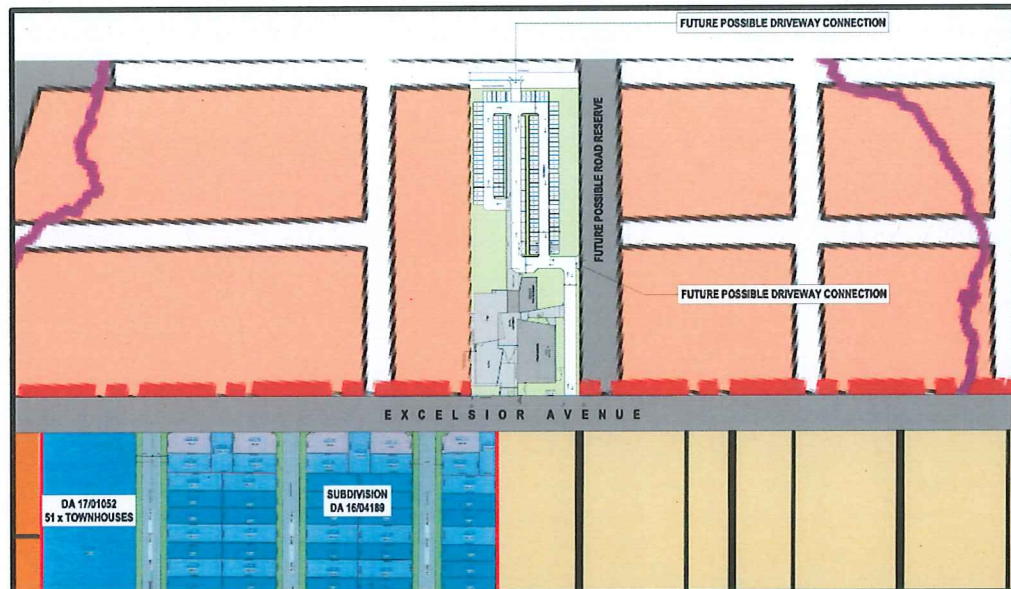 FUTURE POSSIBLE DRIVEWAY CONNECTION
FUTURE POSSIBLE ROAD RESERVE
FUTURE POSSIBLE DRIVEWAY CONNECTION
EXCELSIOR AVENUE
DA 17/01052
51 x TOWNHOUSES
SUBDIVISION
DA 16/04189